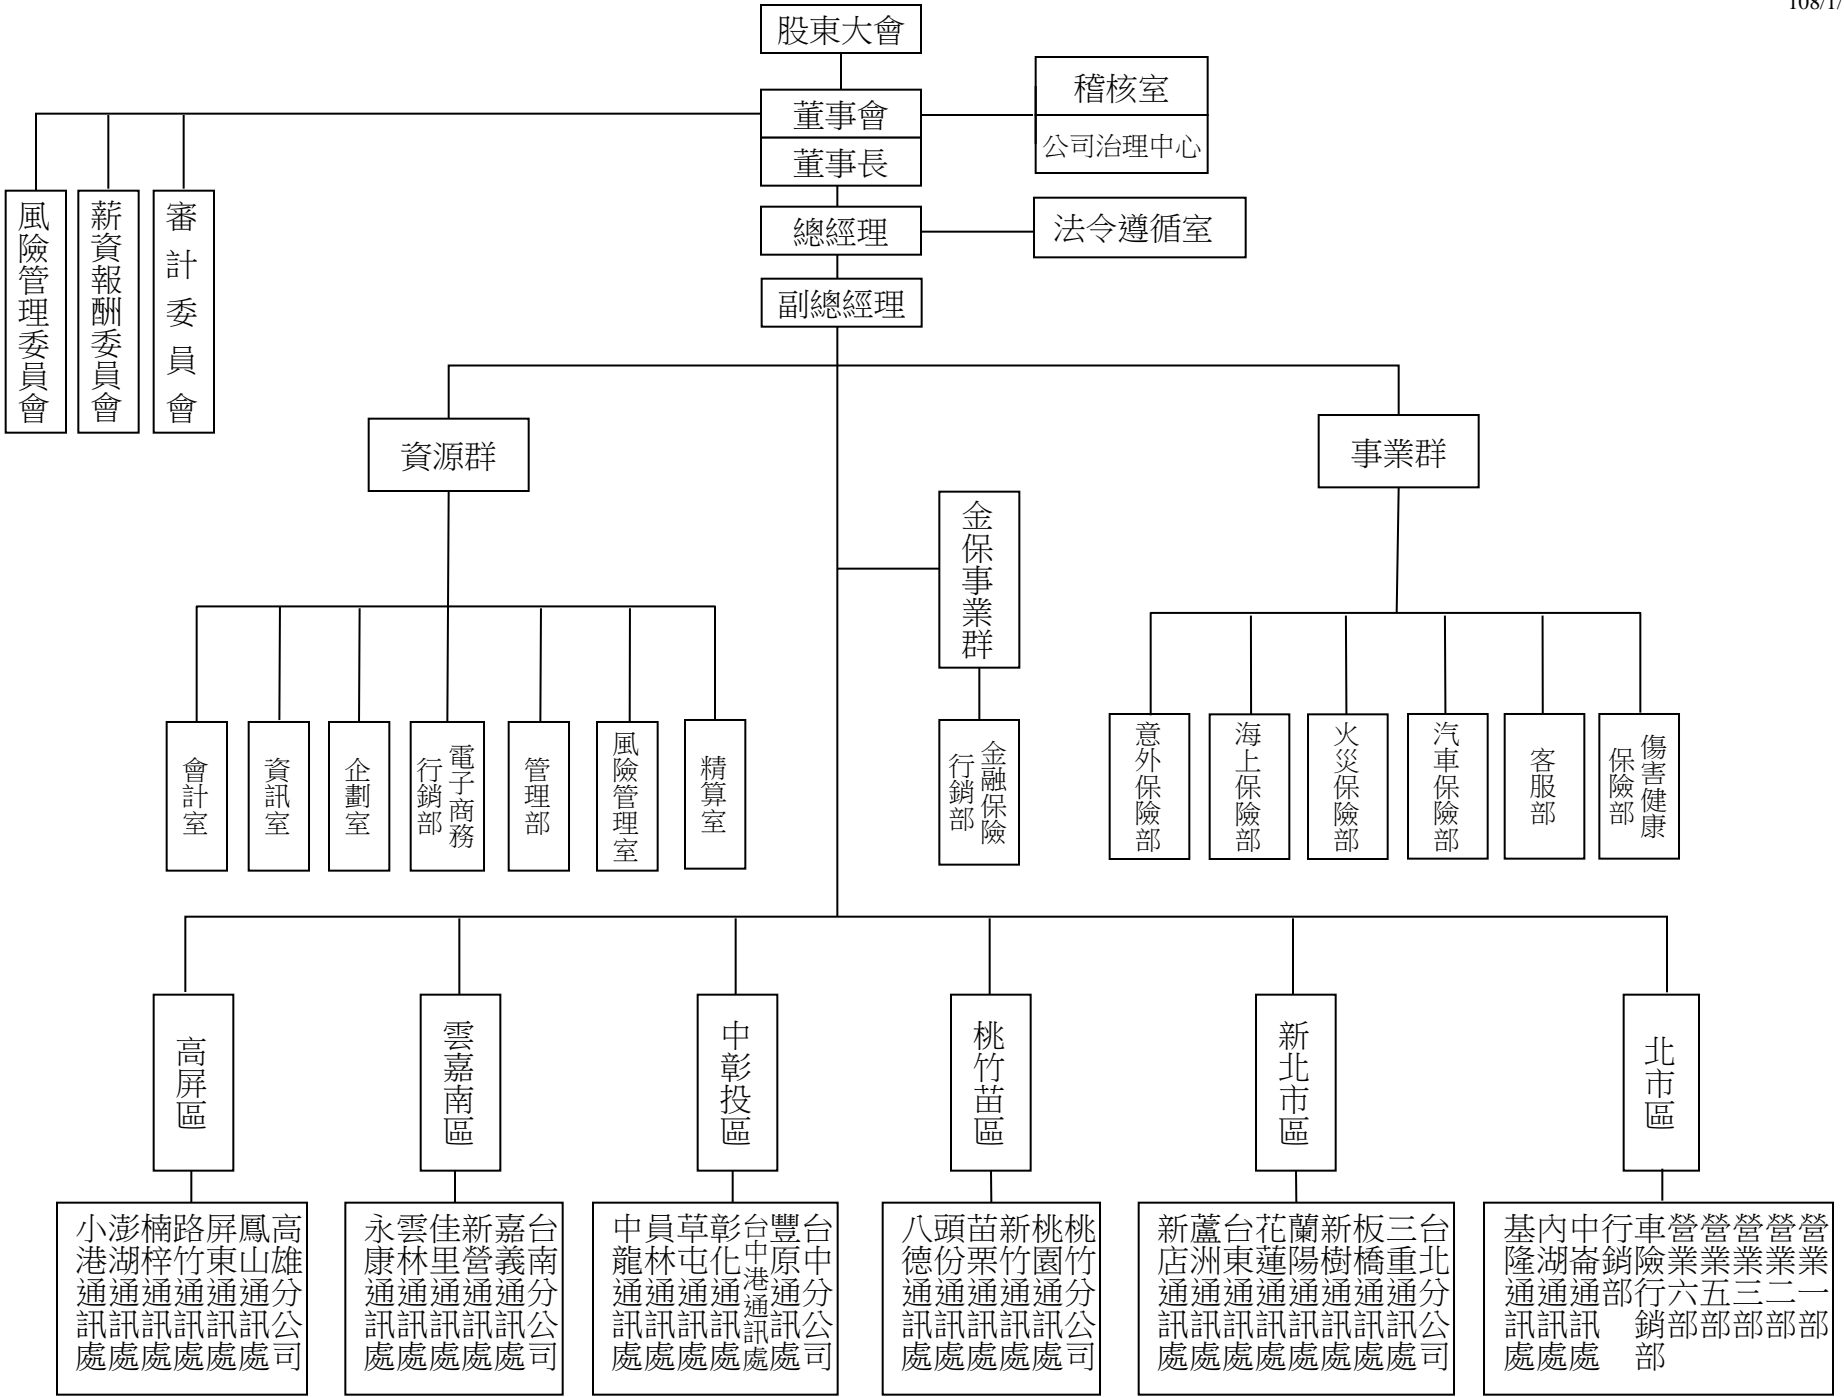 108/1/
股東大會
董事會
董事長
稽核室
公司治理中心
總經理
法令遵循室
副總經理
風險管理委員會
薪資報酬委員會
審計委員會
資源群
事業群
金保事業群
會計室
資訊室
企劃室
電子商務
行銷部
管理部
風險管理室
精算室
金融保險
行銷部
意外保險部
海上保險部
火災保險部
汽車保險部
客服部
傷害健康
保險部
高屏區
雲嘉南區
中彰投區
桃竹苗區
新北市區
北市區
高雄分公司
鳳山通訊處
屏東通訊處
路竹通訊處
楠梓通訊處
澎湖通訊處
小港通訊處
台南分公司
嘉義通訊處
新營通訊處
佳里通訊處
雲林通訊處
永康通訊處
台中分公司
豐原通訊處
台中港通訊處
彰化通訊處
草屯通訊處
員林通訊處
中龍通訊處
桃竹分公司
桃園通訊處
新竹通訊處
苗栗通訊處
頭份通訊處
八德通訊處
台北分公司
三重通訊處
板橋通訊處
新樹通訊處
蘭陽通訊處
花蓮通訊處
台東通訊處
蘆洲通訊處
新店通訊處
營業一部
營業二部
營業三部
營業五部
營業六部
車險行銷部
行銷部
中崙通訊處
內湖通訊處
基隆通訊處